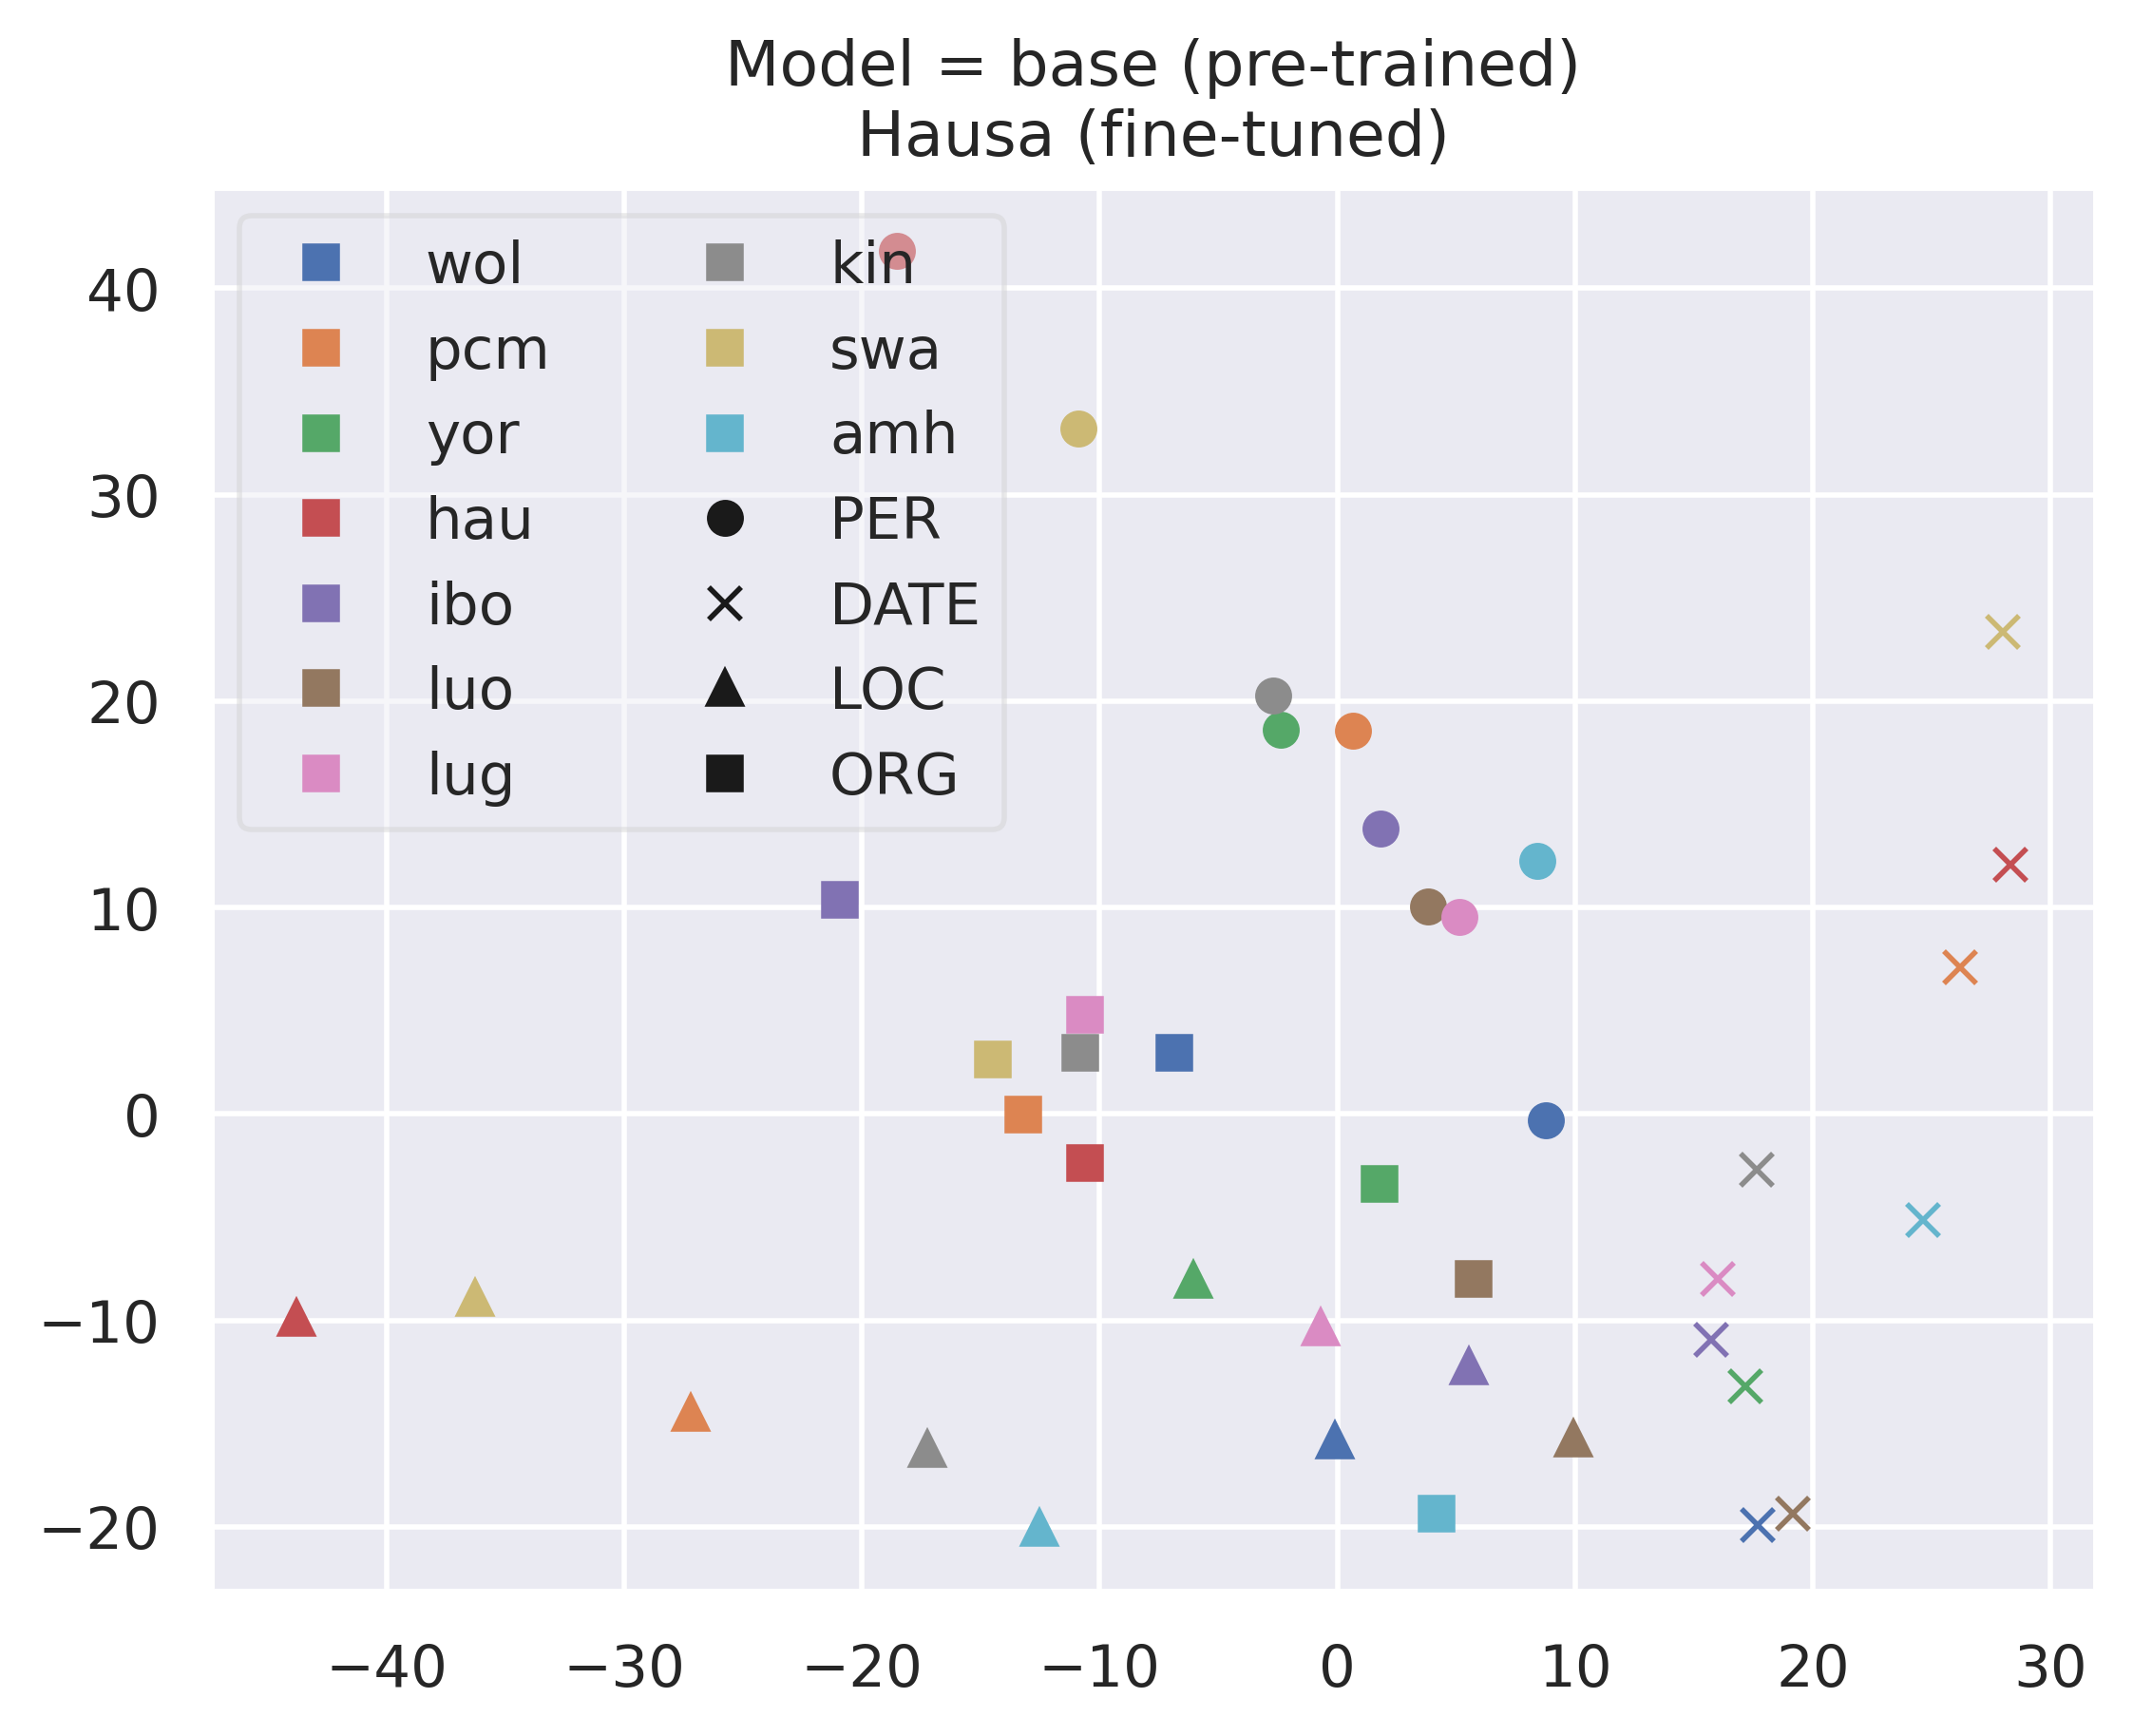 Model = base (pre-trained)
Hausa (fine-tuned)
wol
pcm
yor
hau
ibo
luo
lug
kin
swa
amh
PER
DATE
LOC
ORG
40
30
20
10
0
−10
−20
−40 −30 −20 −10 0 10 20 30